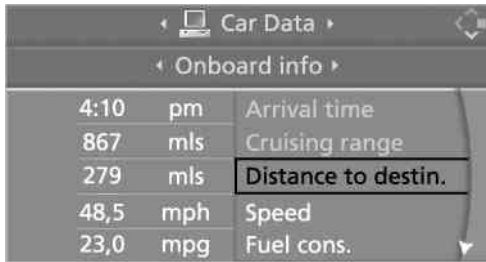 Car Data
Onboard info
4:10 pm Arrival time
867 mls Cruising range
279 mls Distance to destin.
48,5 mph Speed
23,0 mpg Fuel cons.